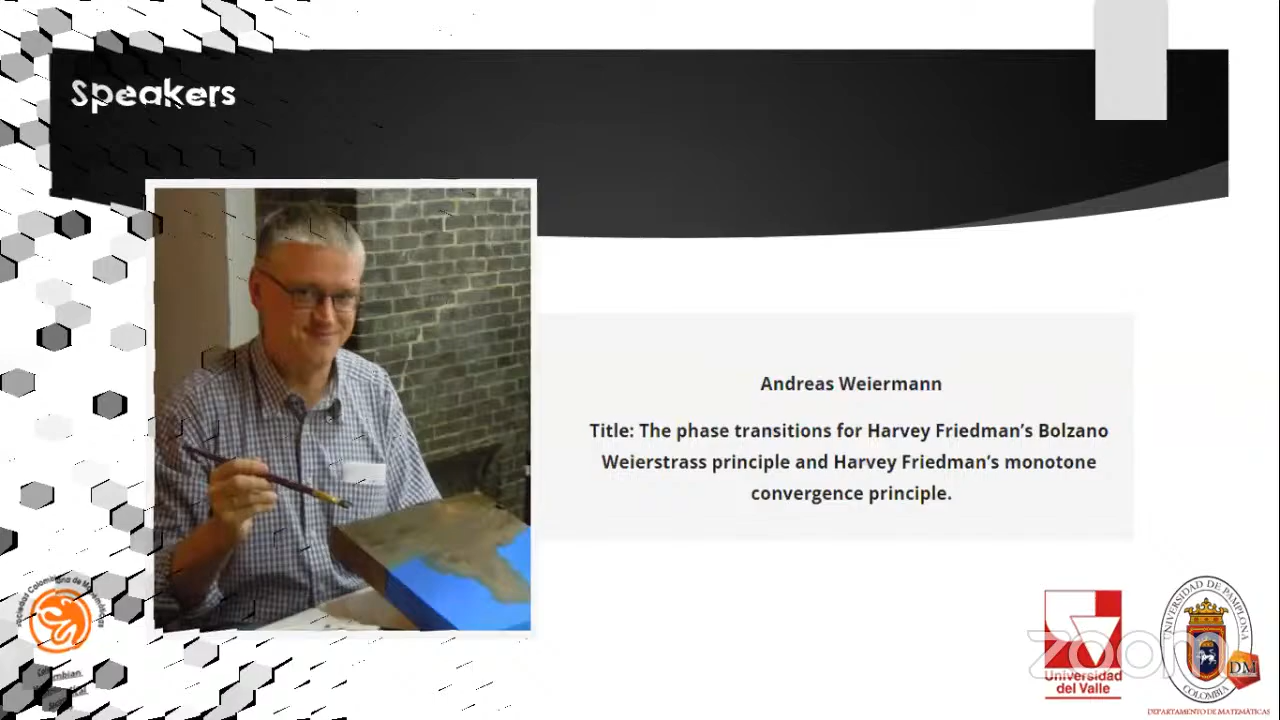 Speakers
Andreas Weiermann
Title: The phase transitions for Harvey Friedman's Bolzano
Weierstrass principle and Harvey Friedman's monotone
convergence principle.
Universidad
del Valle
zoom
UNIVERSIDAD DE PAMPLONA
COLOMBIA
DM
DEPARTAMENTO DE MATEMÁTICAS